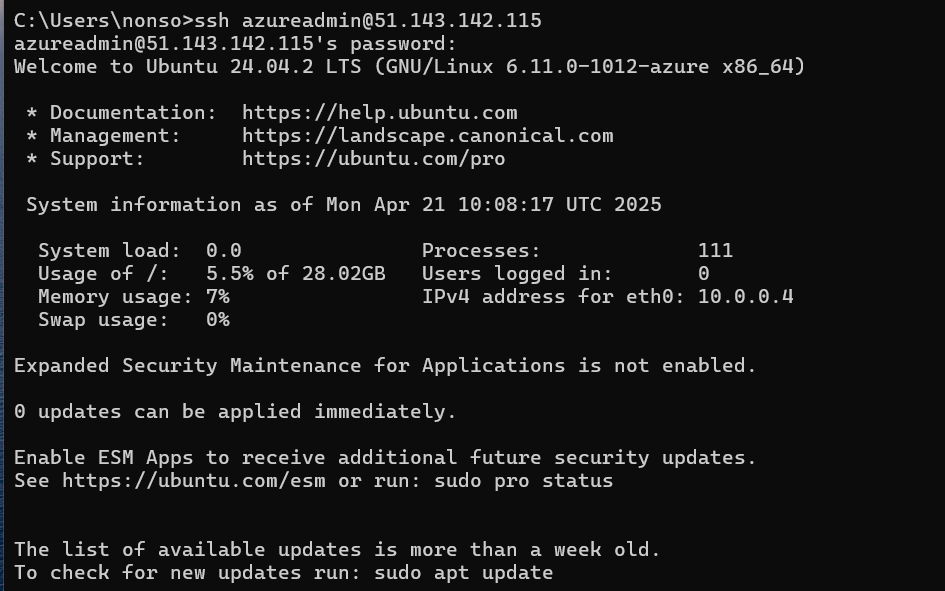 C:\Users\nonso>ssh azureadmin@51.143.142.115
azureadmin@51.143.142.115's password:
Welcome to Ubuntu 24.04.2 LTS (GNU/Linux 6.11.0-1012-azure x86_64)

 * Documentation:  https://help.ubuntu.com
 * Management:     https://landscape.canonical.com
 * Support:        https://ubuntu.com/pro

 System information as of Mon Apr 21 10:08:17 UTC 2025

  System load:  0.0               Processes:             111
  Usage of /:   5.5% of 28.02GB   Users logged in:       0
  Memory usage: 7%                IPv4 address for eth0: 10.0.0.4
  Swap usage:   0%

Expanded Security Maintenance for Applications is not enabled.

0 updates can be applied immediately.

Enable ESM Apps to receive additional future security updates.
See https://ubuntu.com/esm or run: sudo pro status


The list of available updates is more than a week old.
To check for new updates run: sudo apt update